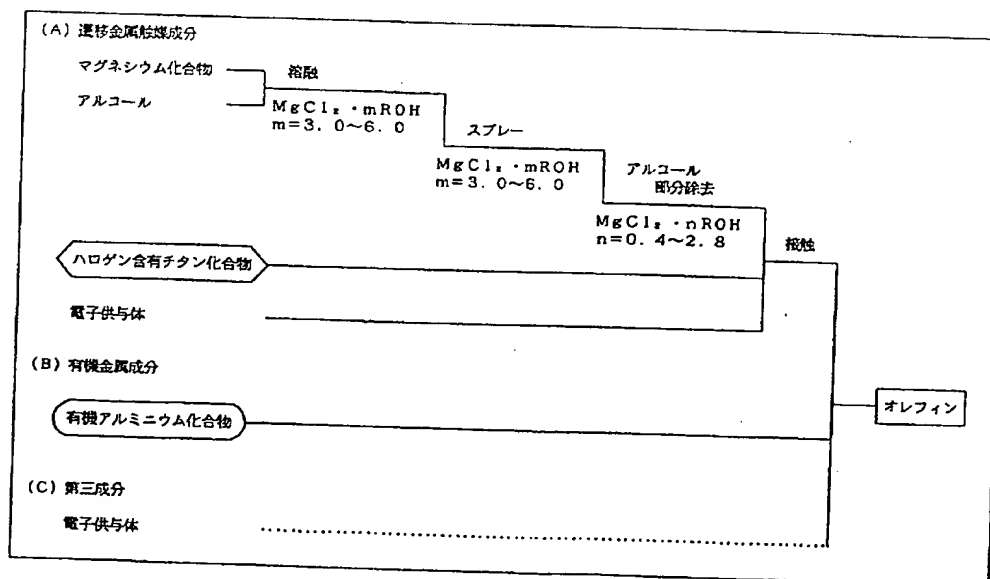 (A)遷移金属触媒成分
マグネシウム化合物
アルコール
溶融
MgCl₂・mROH
m=3.0~6.0
スプレー
MgCl₂・mROH
m=3.0~6.0
アルコール
部分除去
MgCl₂・nROH
n=0.4~2.8
接触
ハロゲン含有チタン化合物
電子供与体
(B)有機金属成分
有機アルミニウム化合物
オレフィン
(C)第三成分
電子供与体